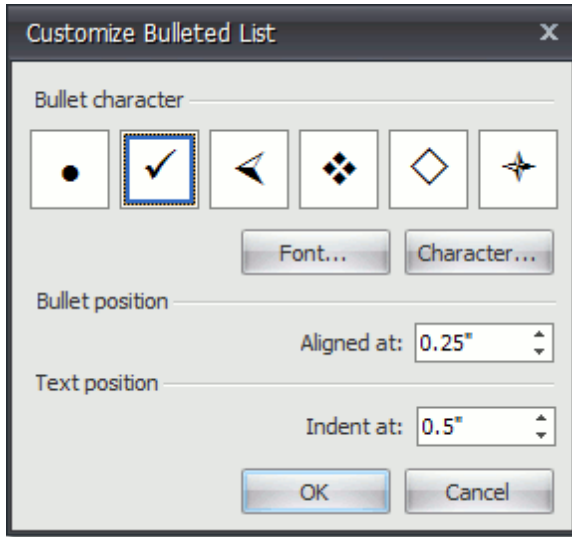 Customize Bulleted List
Bullet character
Font... Character...
Bullet position
Aligned at: 0.25"
Text position
Indent at: 0.5"
OK Cancel